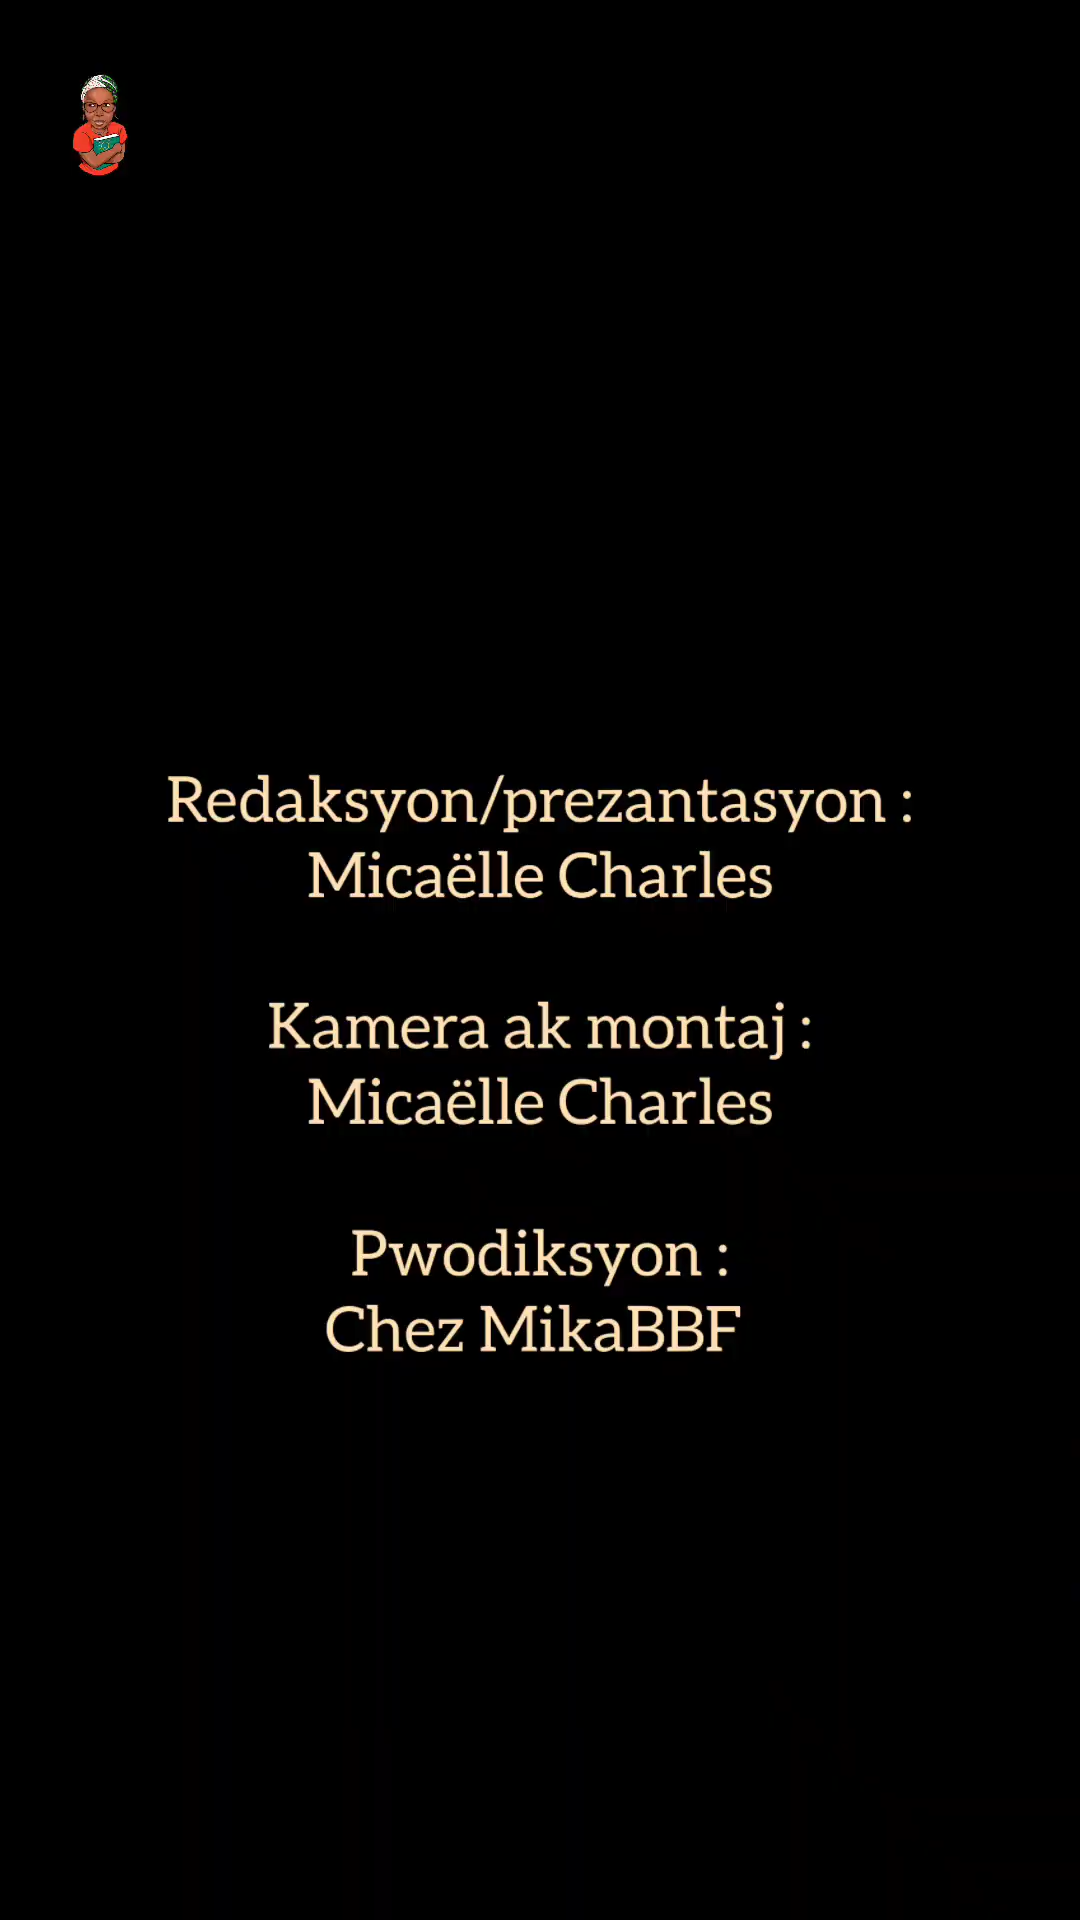 Redaksyon/prezantasyon :
Micaëlle Charles
Kamera ak montaj :
Micaëlle Charles
Pwodiksyon :
Chez MikaBBF